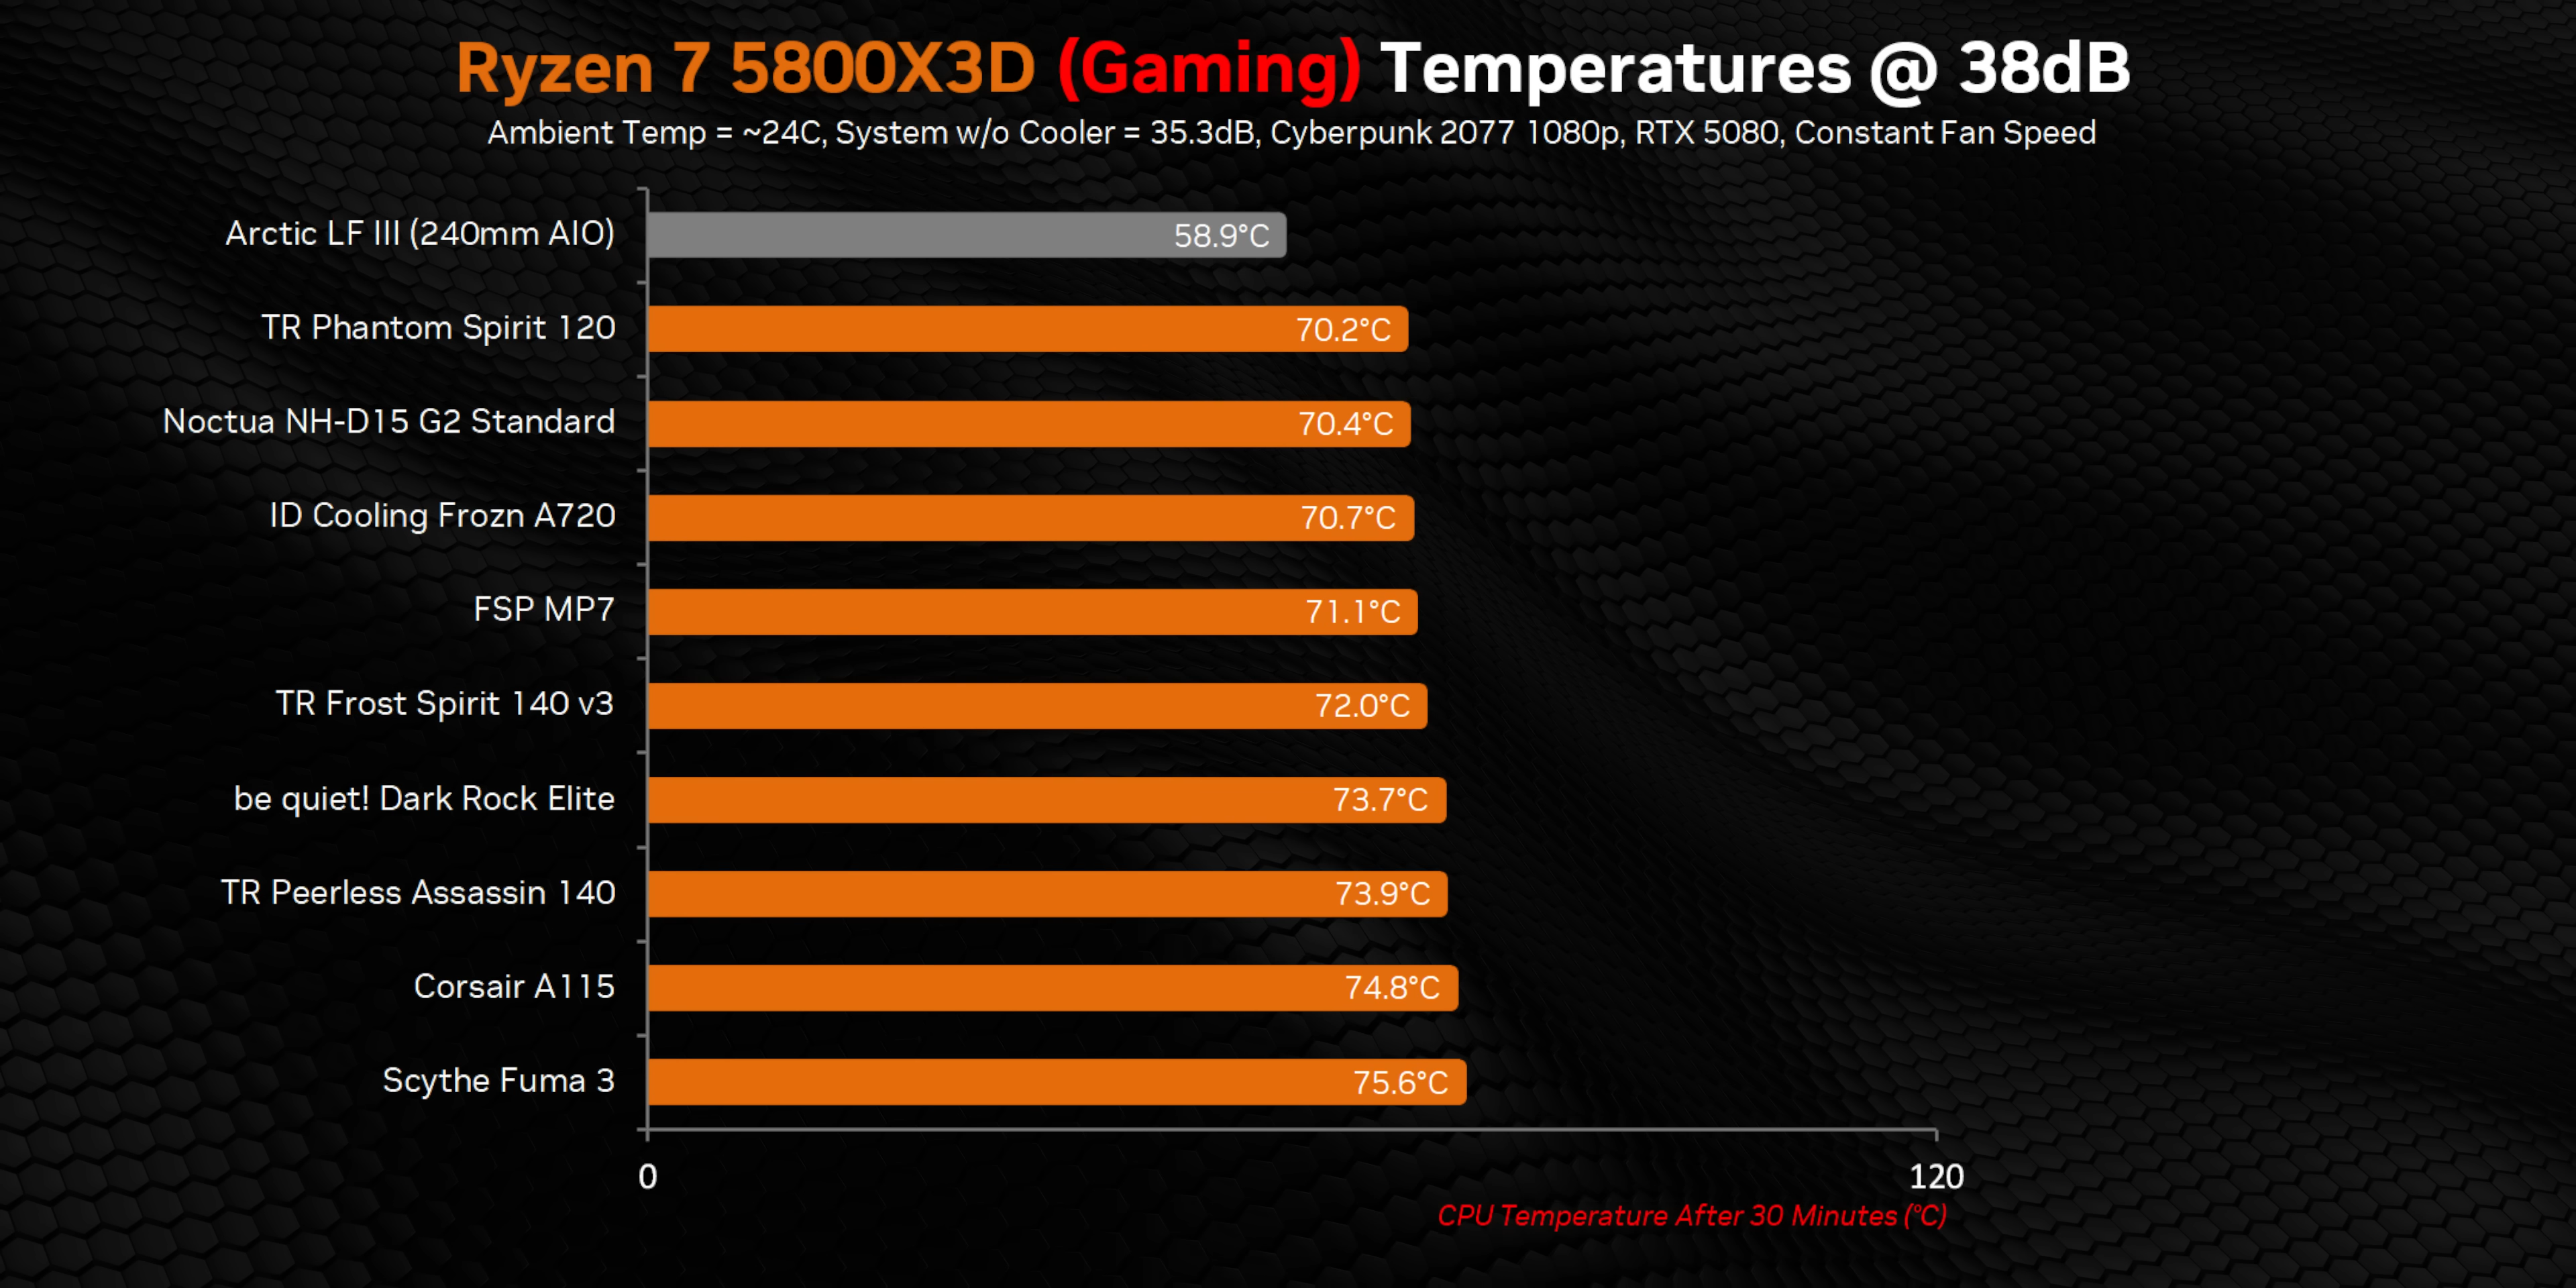 Ryzen 7 5800X3D (Gaming) Temperatures @ 38dB
Ambient Temp = ~24C, System w/o Cooler = 35.3dB, Cyberpunk 2077 1080p, RTX 5080, Constant Fan Speed
Arctic LF III (240mm AIO) 58.9°C
TR Phantom Spirit 120 70.2°C
Noctua NH-D15 G2 Standard 70.4°C
ID Cooling Frozn A720 70.7°C
FSP MP7 71.1°C
TR Frost Spirit 140 v3 72.0°C
be quiet! Dark Rock Elite 73.7°C
TR Peerless Assassin 140 73.9°C
Corsair A115 74.8°C
Scythe Fuma 3 75.6°C
0 120
CPU Temperature After 30 Minutes (°C)